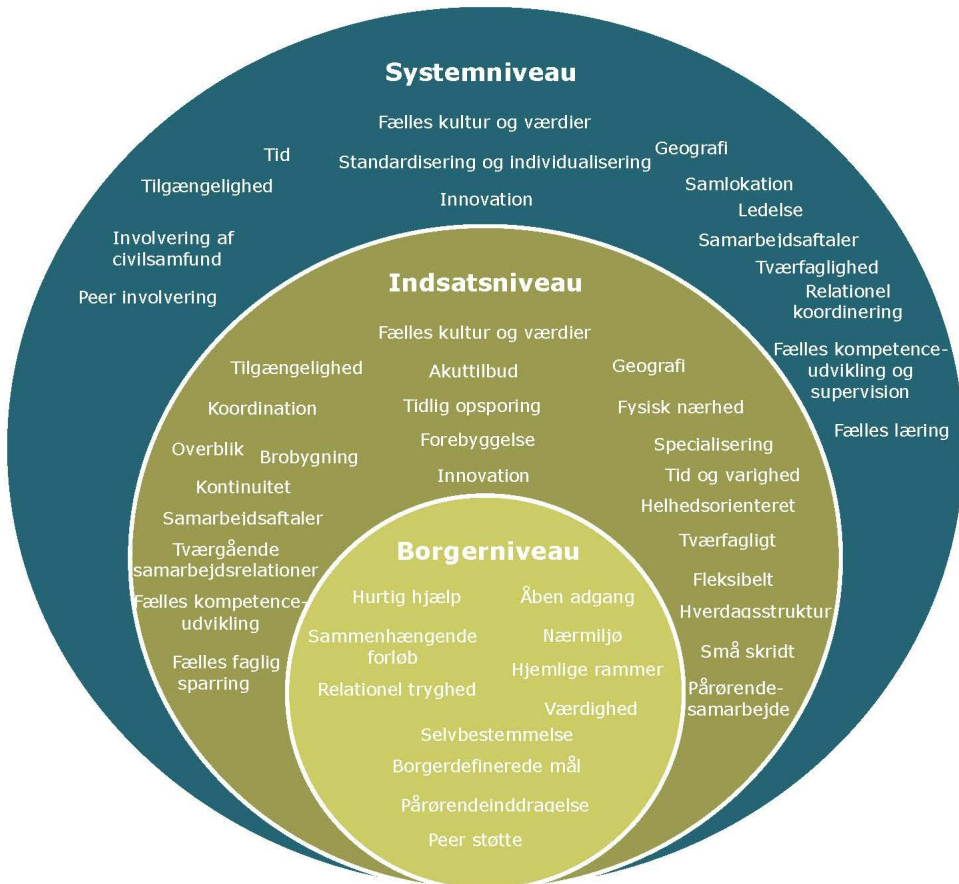 Systemniveau
Fælles kultur og værdier
Tid
Standardisering og individualisering
Geografi
Tilgængelighed
Innovation
Samlokation
Ledelse
Involvering af
civilsamfund
Samarbejdsaftaler
Tværfaglighed
Peer involvering
Relationel
koordinering
Fælles kompetence-
udvikling og
supervision
Fælles læring
Indsatsniveau
Fælles kultur og værdier
Tilgængelighed
Akuttilbud
Geografi
Koordination
Tidlig opsporing
Fysisk nærhed
Overblik
Brobygning
Forebyggelse
Specialisering
Kontinuitet
Innovation
Tid og varighed
Samarbejdsaftaler
Helhedsorienteret
Tværgående
samarbejdsrelationer
Tværfagligt
Fælles kompetence-
udvikling
Fleksibelt
Hverdagsstruktur
Fælles faglig
sparring
Små skridt
Pårørende-
samarbejde
Borgerniveau
Hurtig hjælp
Åben adgang
Sammenhængende
forløb
Nærmiljø
Hjemlige rammer
Relationel tryghed
Værdighed
Selvbestemmelse
Borgerdefinerede mål
Pårørendeinddragelse
Peer støtte